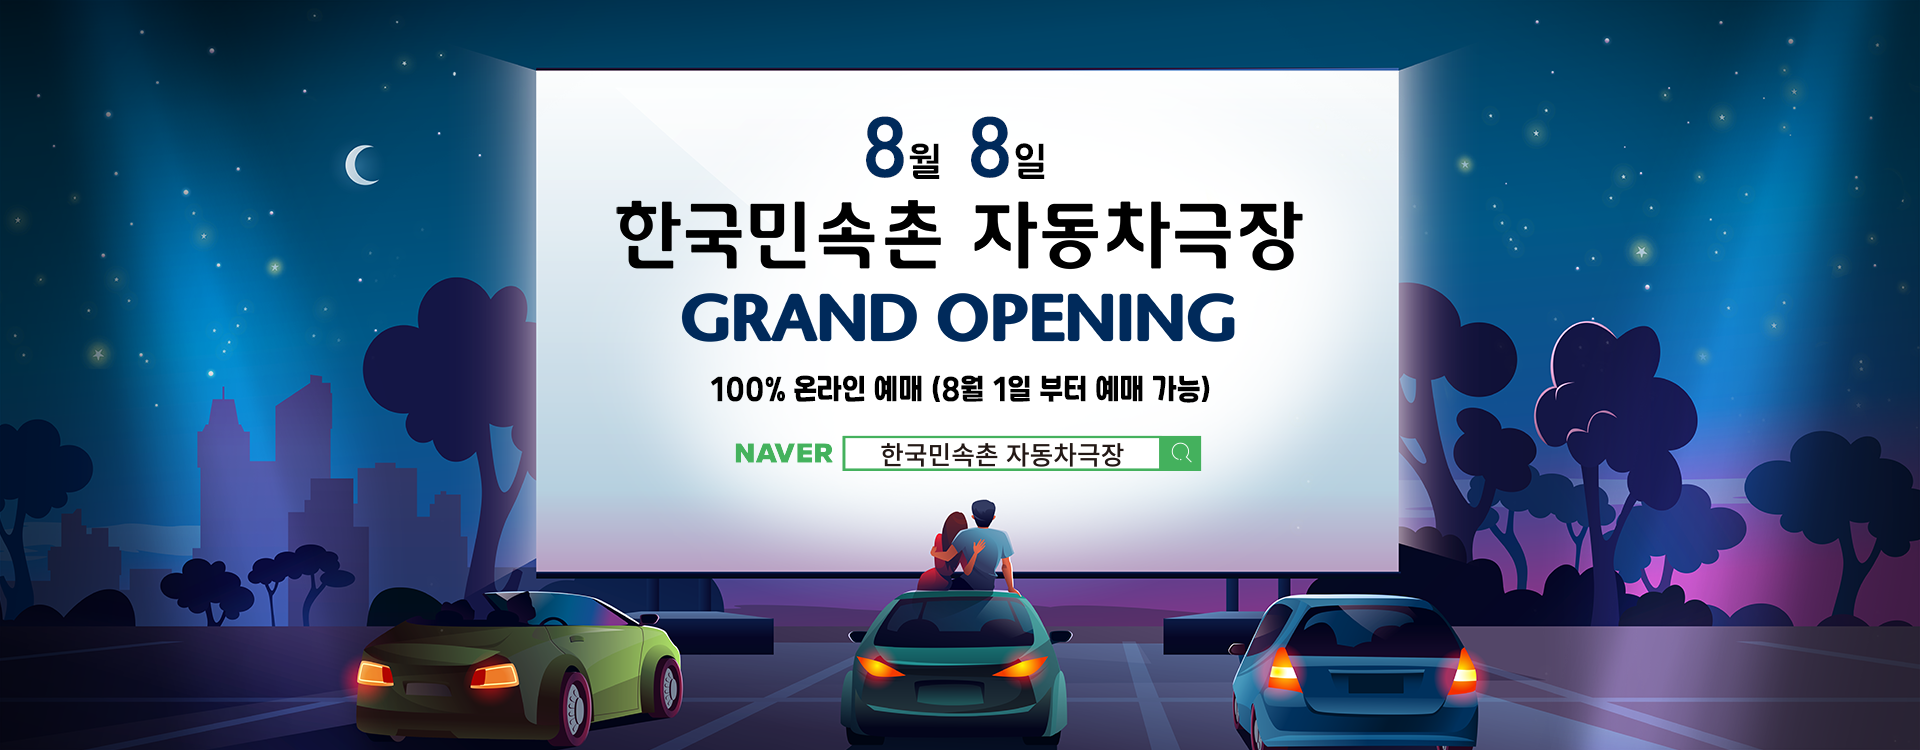 8월 8일
한국민속촌 자동차극장
GRAND OPENING
100% 온라인 예매 (8월 1일 부터 예매 가능)
NAVER 한국민속촌 자동차극장